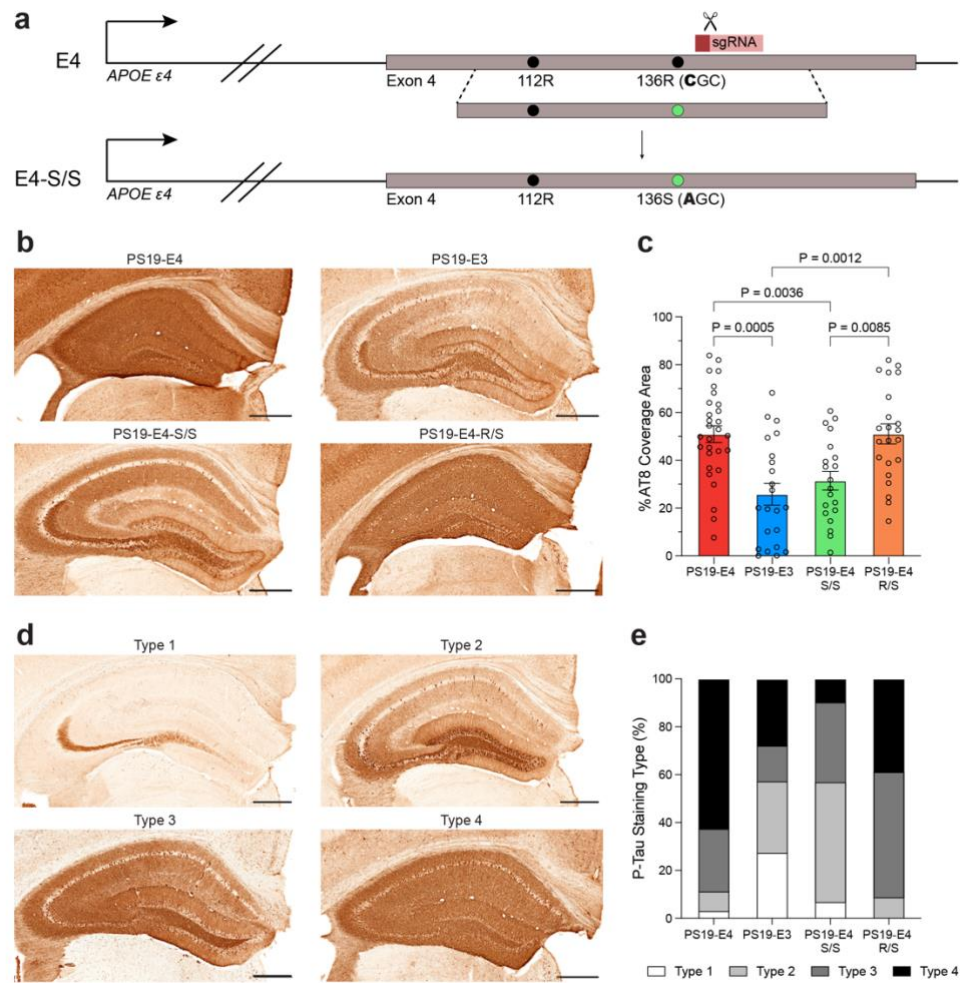 a
sgRNA
E4
APOE ε4
Exon 4
112R
136R (CGC)
E4-S/S
APOE ε4
Exon 4
112R
136S (AGC)
b
PS19-E4
PS19-E3
PS19-E4-S/S
PS19-E4-R/S
c
P = 0.0012
P = 0.0036
P = 0.0005
P = 0.0085
%AT8 Coverage Area
100
80
60
40
20
0
PS19-E4
PS19-E3
PS19-E4
S/S
PS19-E4
R/S
d
Type 1
Type 2
Type 3
Type 4
e
P-Tau Staining Type (%)
100
80
60
40
20
0
PS19-E4
PS19-E3
PS19-E4
S/S
PS19-E4
R/S
Type 1
Type 2
Type 3
Type 4